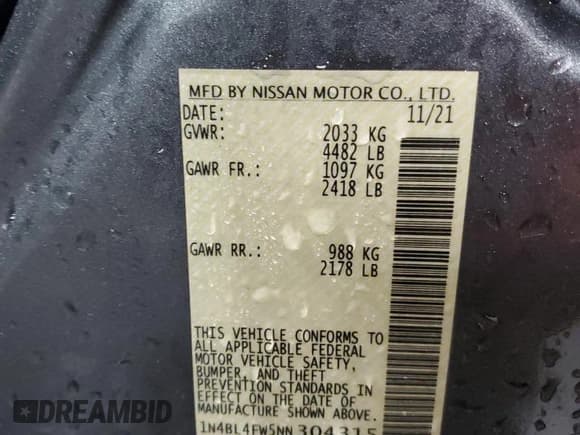 MFD BY NISSAN MOTOR CO., LTD.
DATE: 11/21
GVWR: 2033 KG
4482 LB
GAWR FR.: 1097 KG
2418 LB
GAWR RR.: 988 KG
2178 LB
THIS VEHICLE CONFORMS TO
ALL APPLICABLE FEDERAL
MOTOR VEHICLE SAFETY,
BUMPER, AND THEFT
PREVENTION STANDARDS IN
EFFECT ON THE DATE OF
MANUFACTURE SHOWN ABOVE.
1N4BL4FW5NN304315
DREAMBID